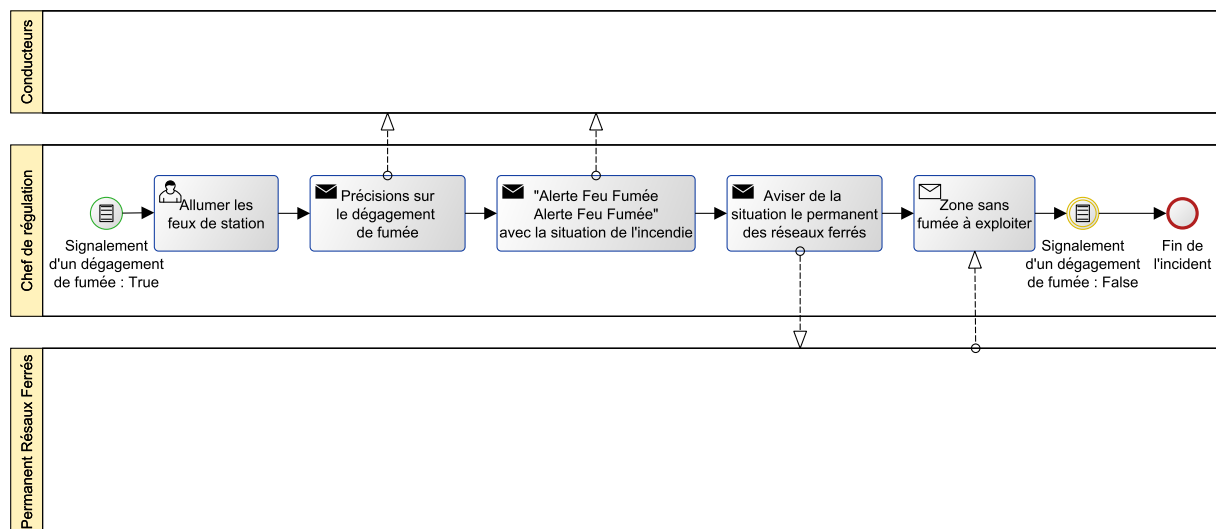 Conducteurs
Chef de régulation
Signalement
d'un dégagement
de fumée : True
Allumer les
feux de station
Précisions sur
le dégagement
de fumée
"Alerte Feu Fumée
Alerte Feu Fumée"
avec la situation de l'incendie
Aviser de la
situation le permanent
des réseaux ferrés
Zone sans
fumée à exploiter
Signalement
d'un dégagement
de fumée : False
Fin de
l'incident
Permanent Résaux Ferrés